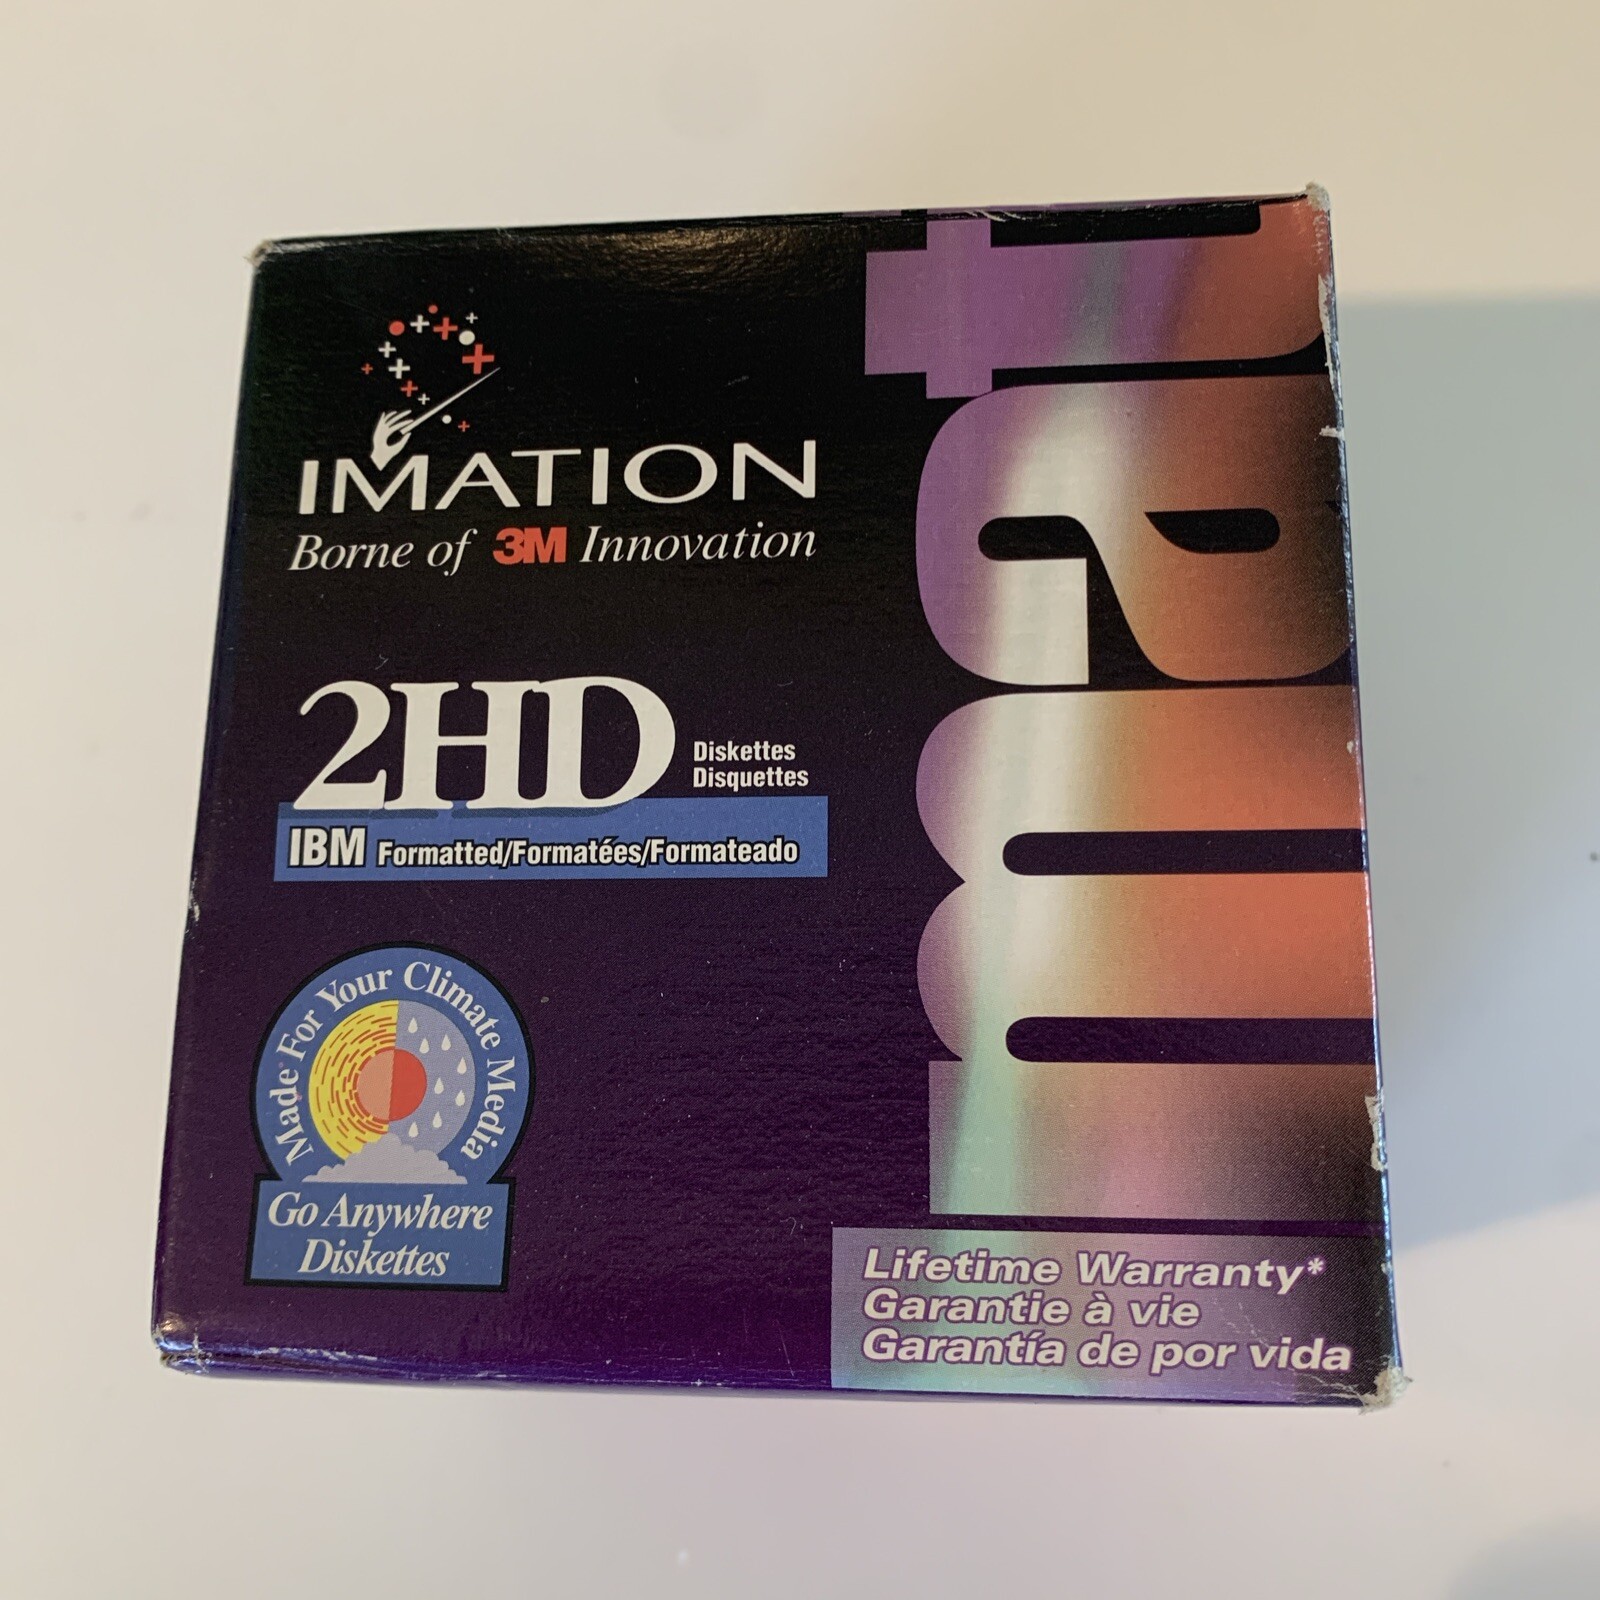 IMATION
Borne of 3M Innovation
2HD
Diskettes
Disquettes
IBM Formatted/Formatées/Formateado
Made For Your Climate Media
Go Anywhere
Diskettes
mat
Lifetime Warranty*
Garantie à vie
Garantía de por vida